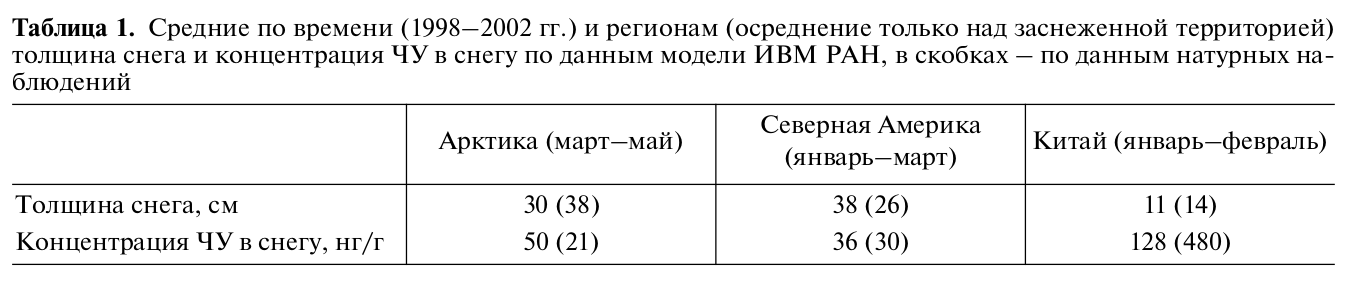 Таблица 1. Средние по времени (1998–2002 гг.) и регионам (осреднение только над заснеженной территорией)
толщина снега и концентрация ЧУ в снегу по данным модели ИВМ РАН, в скобках – по данным натурных на-
блюдений
Арктика (март–май)
Северная Америка
(январь–март)
Китай (январь–февраль)
Толщина снега, см 30 (38) 38 (26) 11 (14)
Концентрация ЧУ в снегу, нг/г 50 (21) 36 (30) 128 (480)